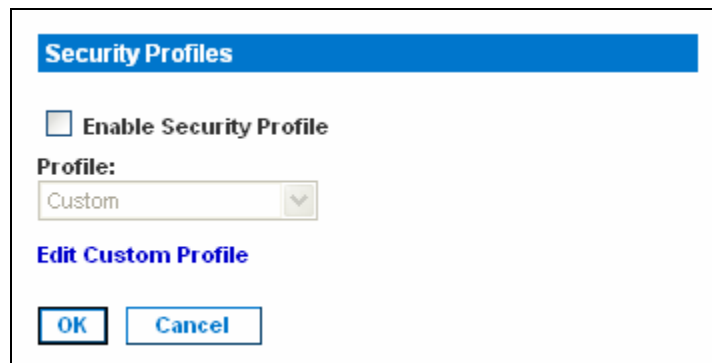 Security Profiles
Enable Security Profile
Profile:
Custom
Edit Custom Profile
OK Cancel